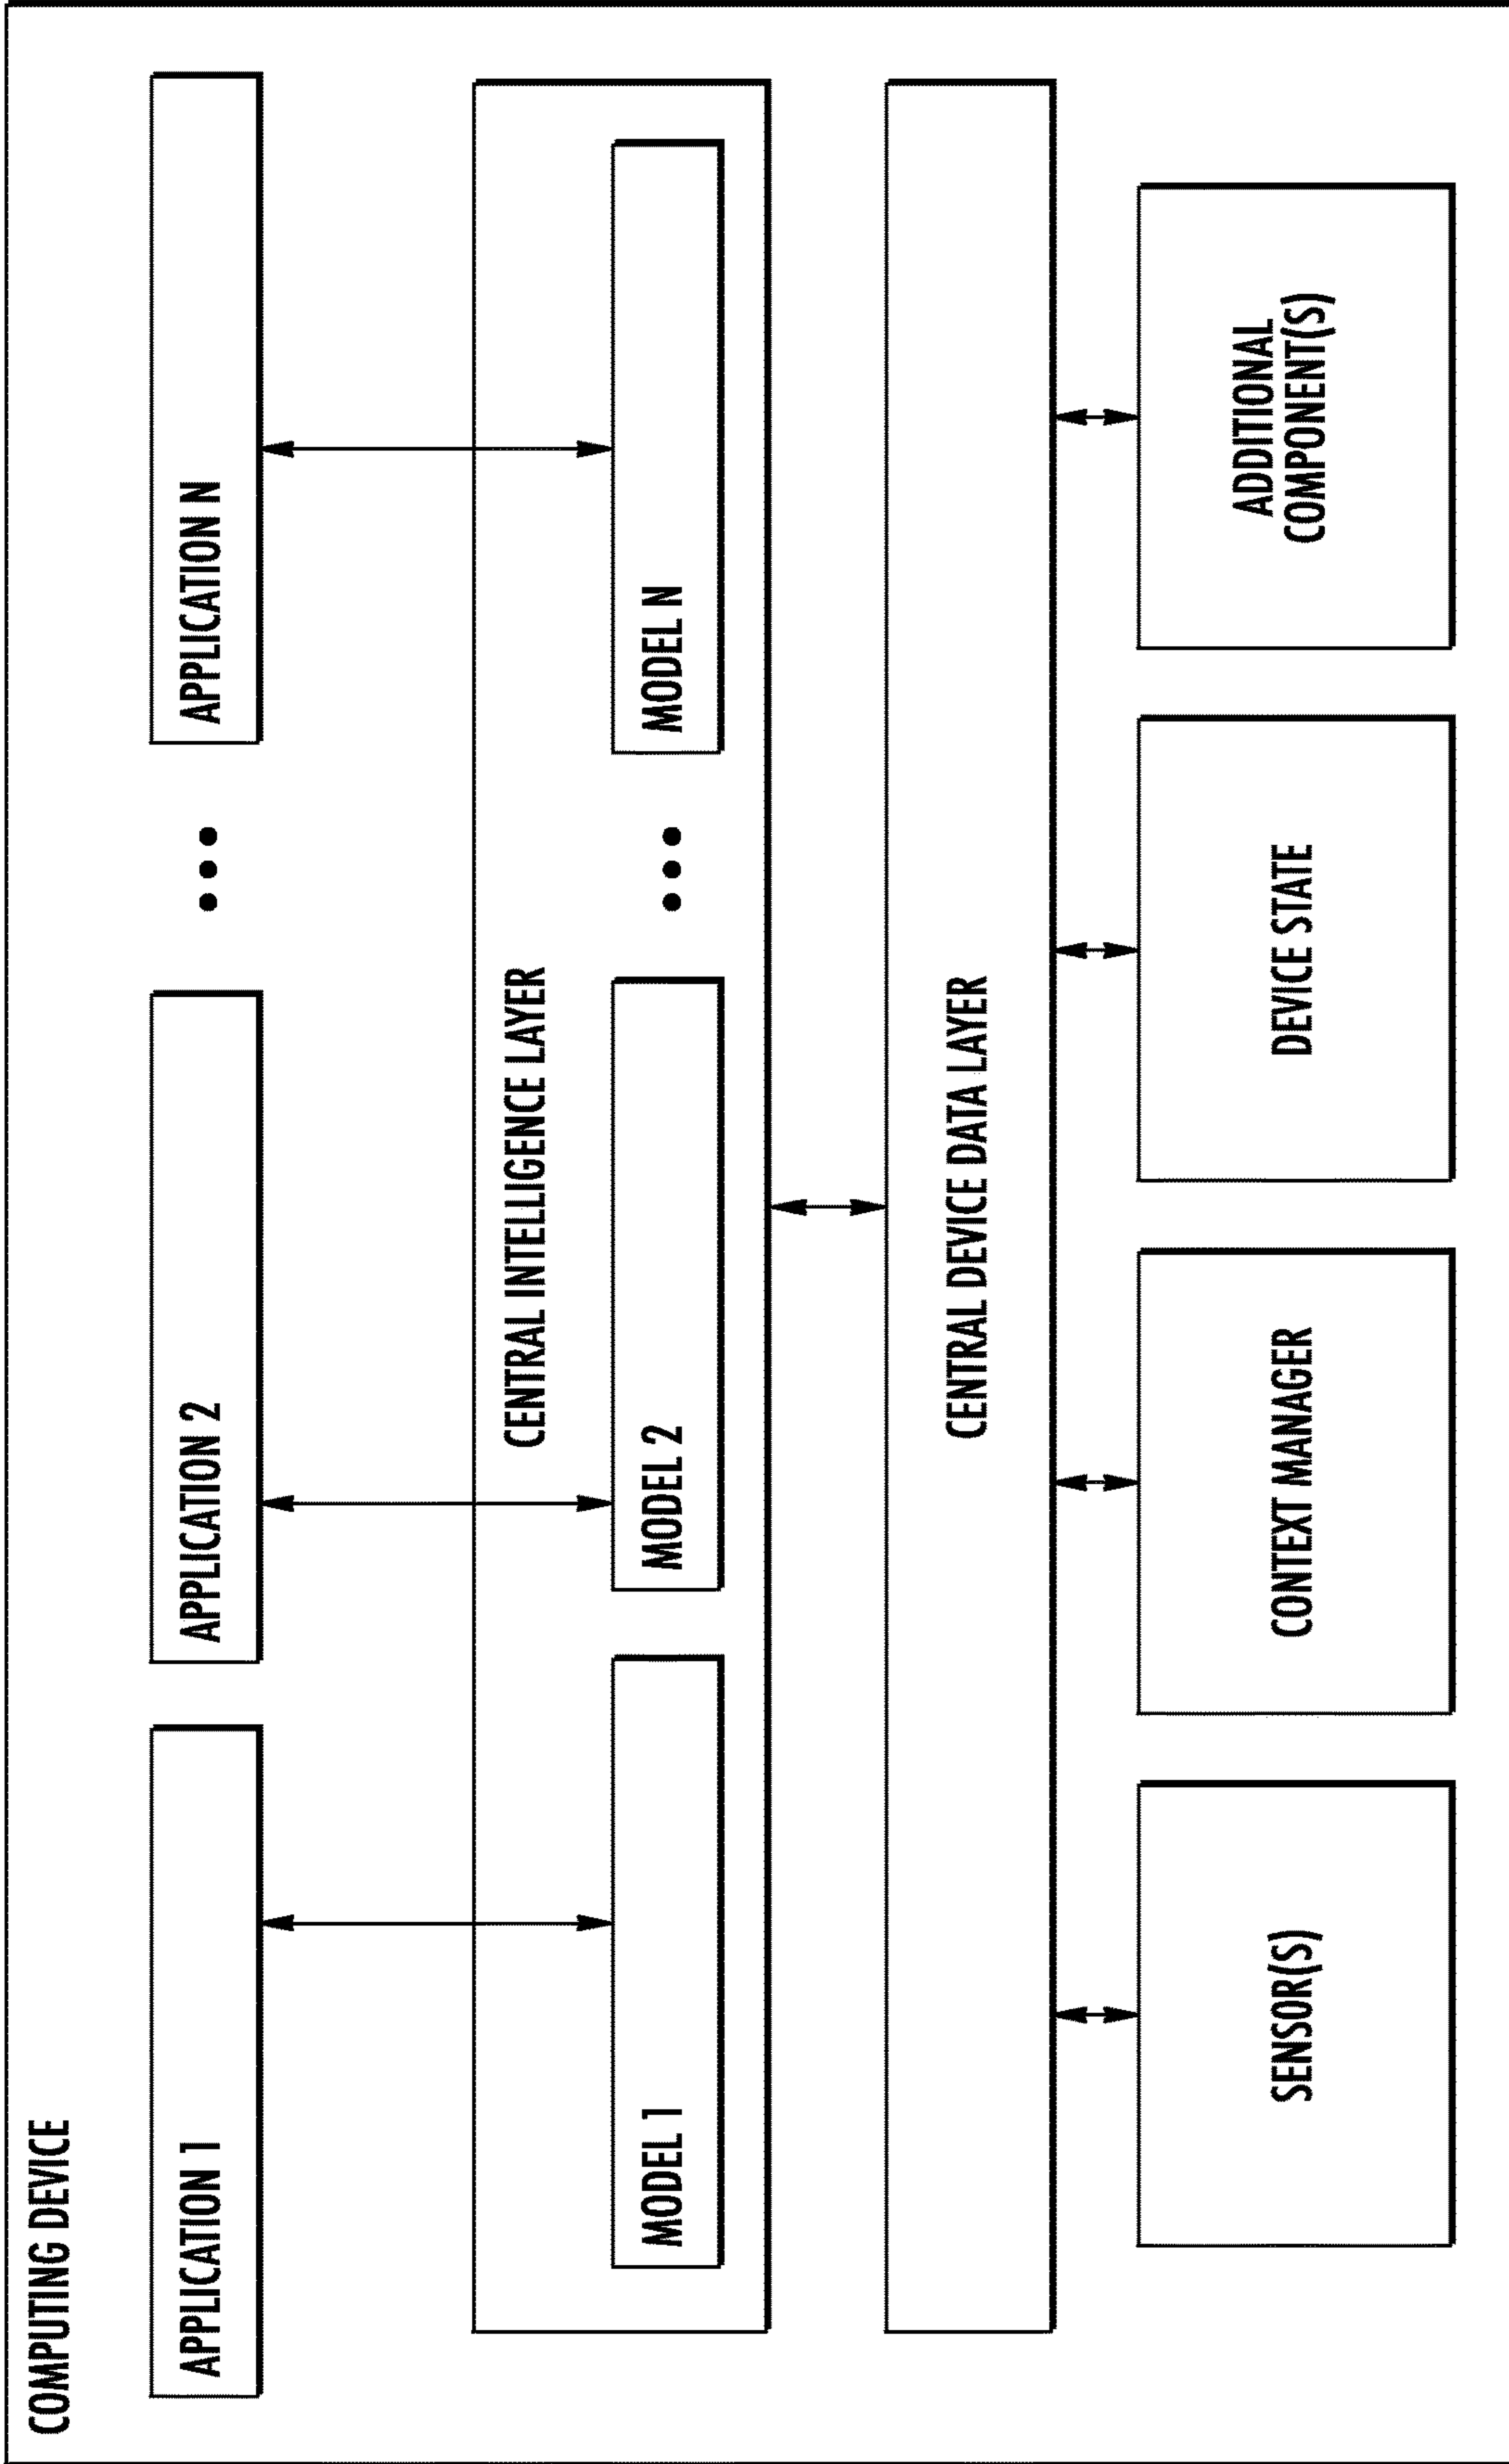 COMPUTING DEVICE
APPLICATION 1
APPLICATION 2
APPLICATION N
CENTRAL INTELLIGENCE LAYER
MODEL 1
MODEL 2
MODEL N
CENTRAL DEVICE DATA LAYER
SENSOR(S)
CONTEXT MANAGER
DEVICE STATE
ADDITIONAL
COMPONENT(S)